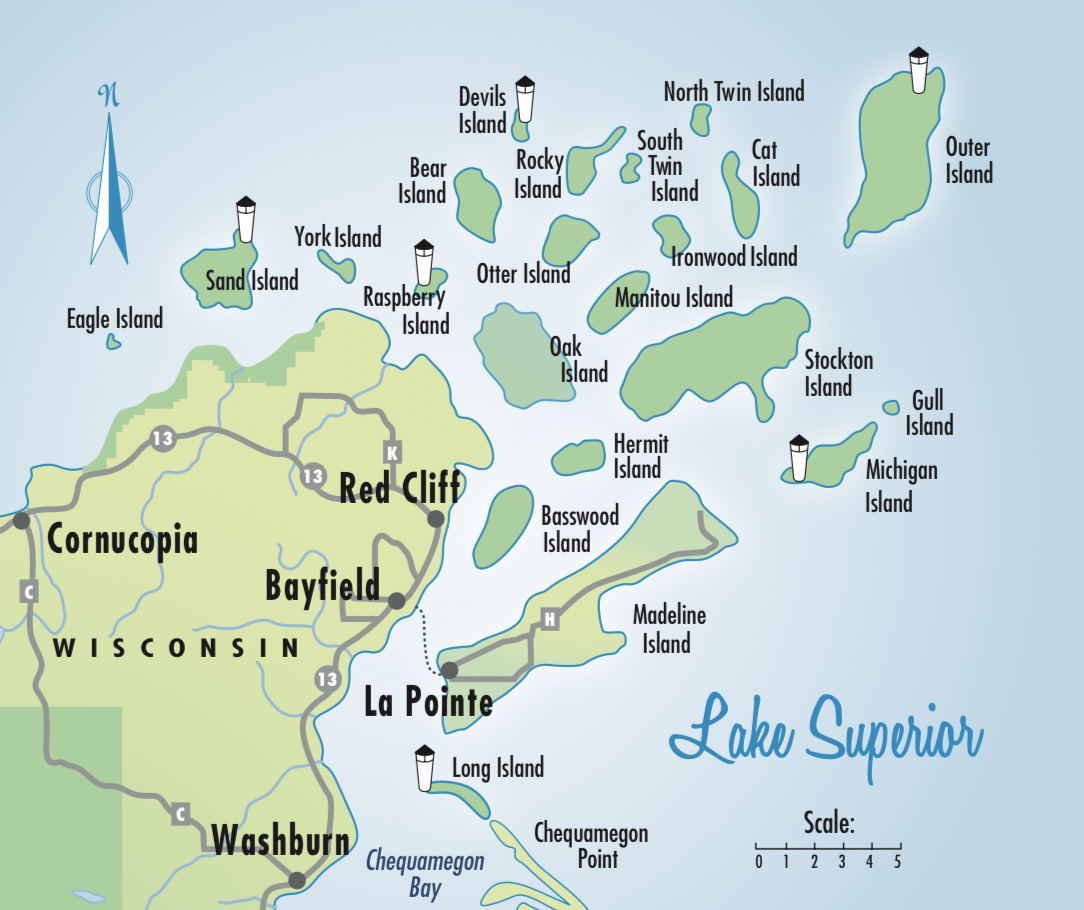 N
Devils
Island
North Twin Island
Outer
Island
Bear
Island
Rocky
Island
South
Twin
Island
Cat
Island
York Island
Sand Island
Otter Island
Ironwood Island
Raspberry
Island
Manitou Island
Eagle Island
Oak
Island
Stockton
Island
Gull
Island
Michigan
Island
Hermit
Island
13
K
13
Red Cliff
Cornucopia
Basswood
Island
C
Bayfield
H
Madeline
Island
WISCONSIN
13
La Pointe
Lake Superior
Long Island
C
Washburn
Chequamegon
Point
Chequamegon
Bay
Scale:
0 1 2 3 4 5